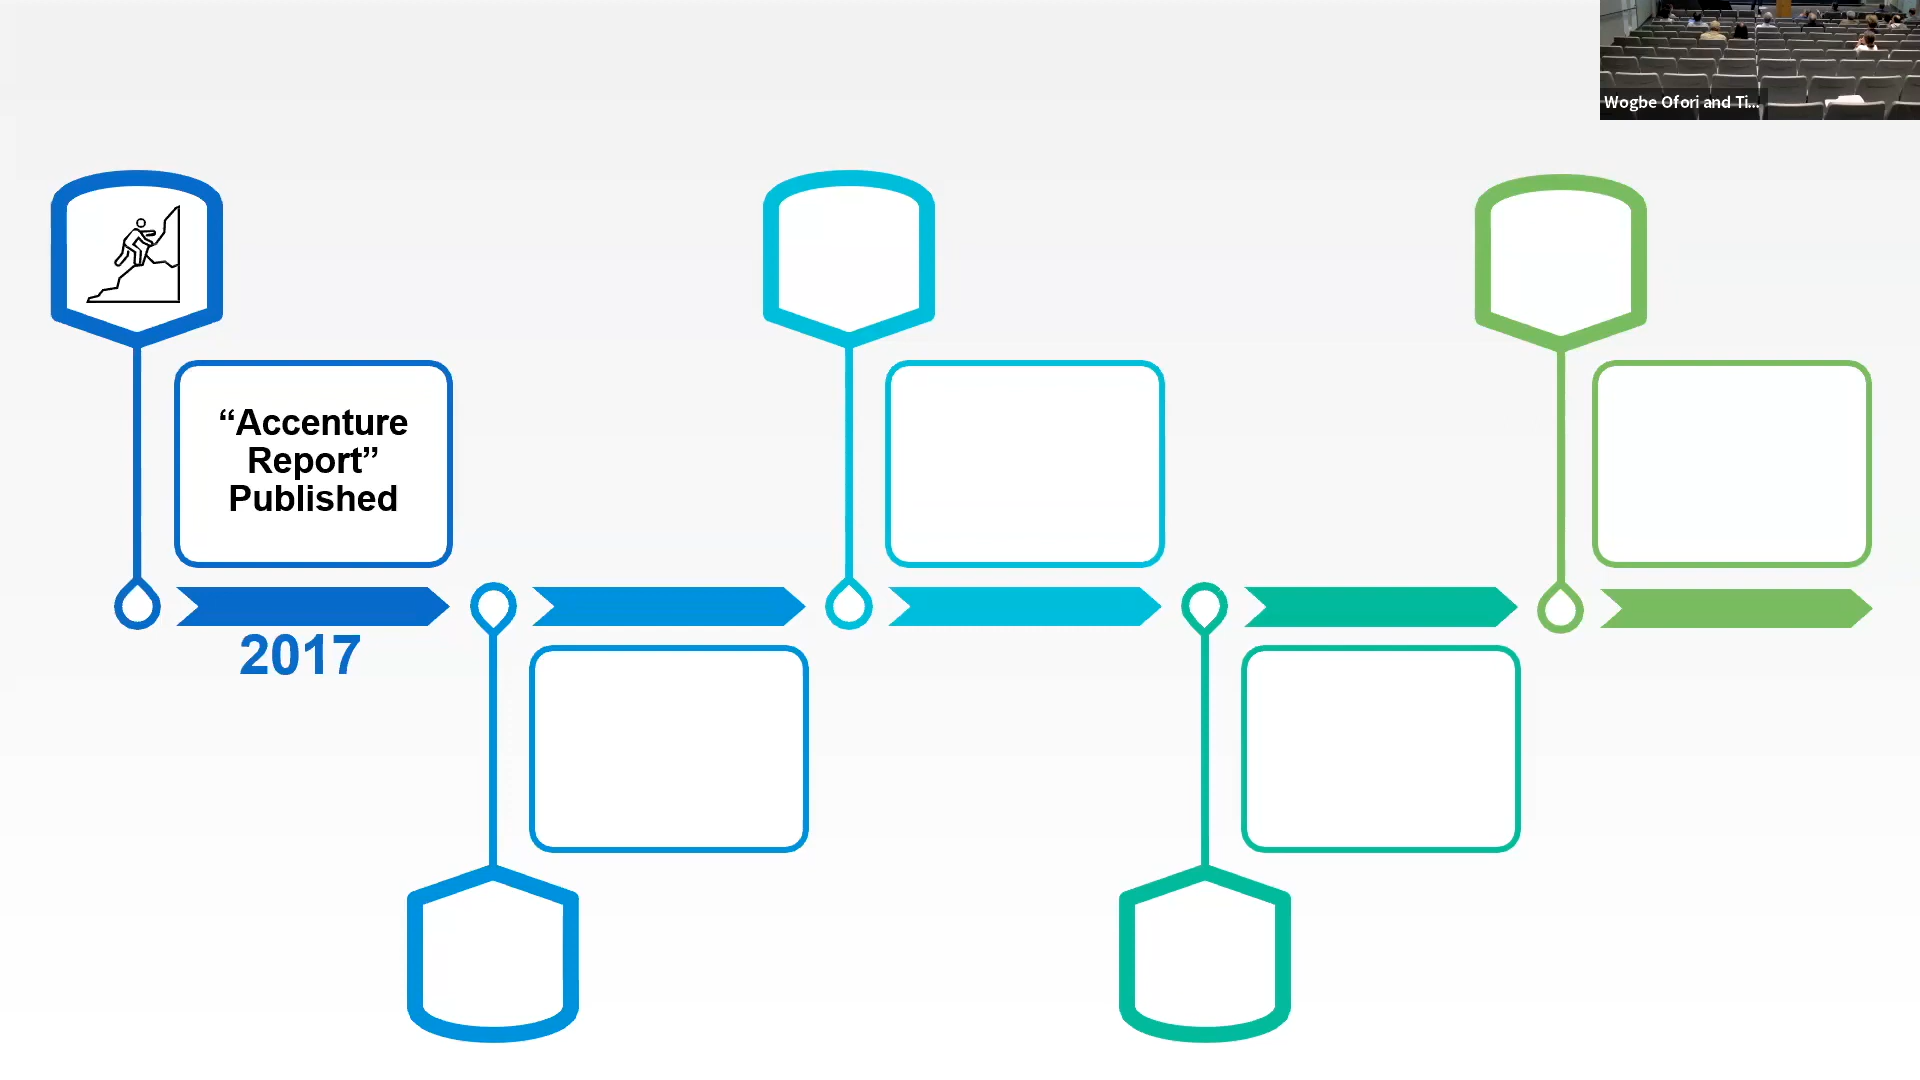 Wogbe Ofori and Ti...
“Accenture
Report”
Published
2017